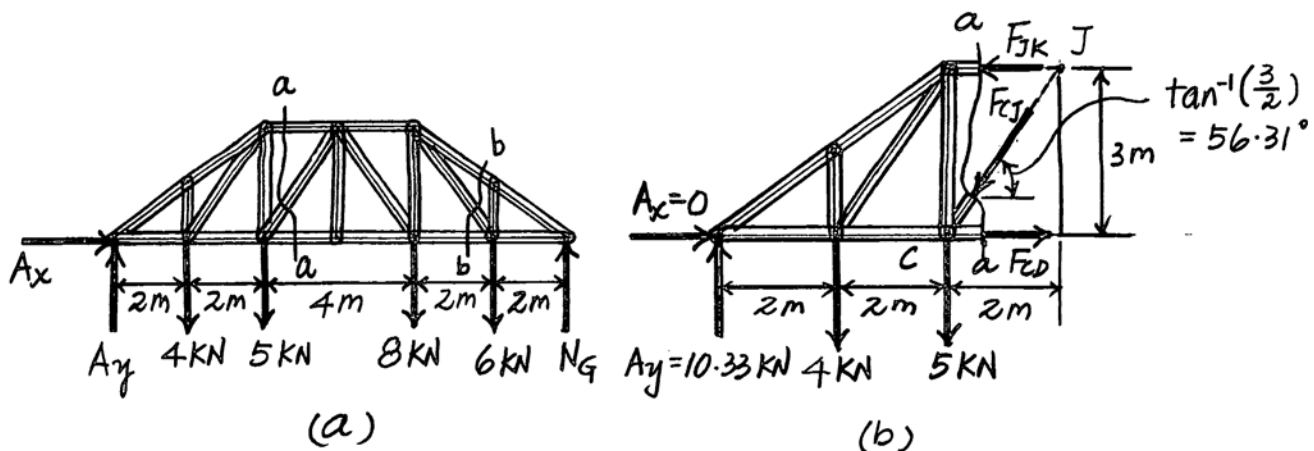 a
b
a
b
Ax
2m 2m 4m 2m 2m
Ay 4KN 5KN 8KN 6KN NG
(a)
a FJK J
FCJ
tan⁻¹(3/2)
= 56.31°
3m
a
Ax=0
C a FCD
2m 2m 2m
Ay=10.33KN 4KN 5KN
(b)